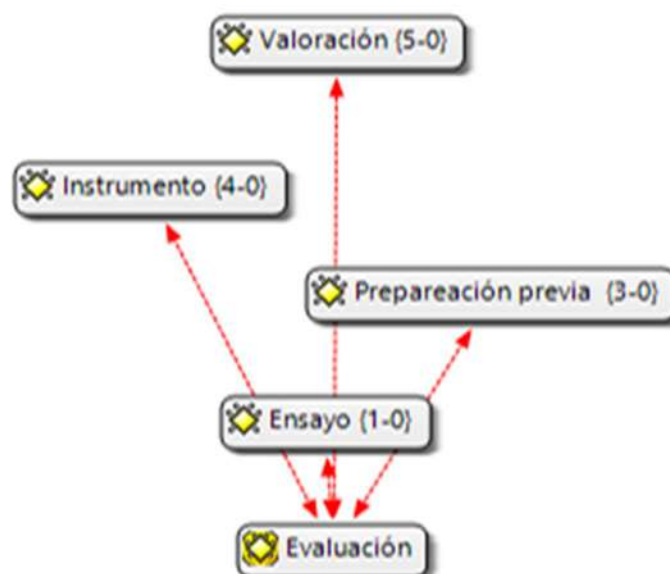 Valoración {5-0}
Instrumento {4-0}
Prepareación previa {3-0}
Ensayo {1-0}
Evaluación